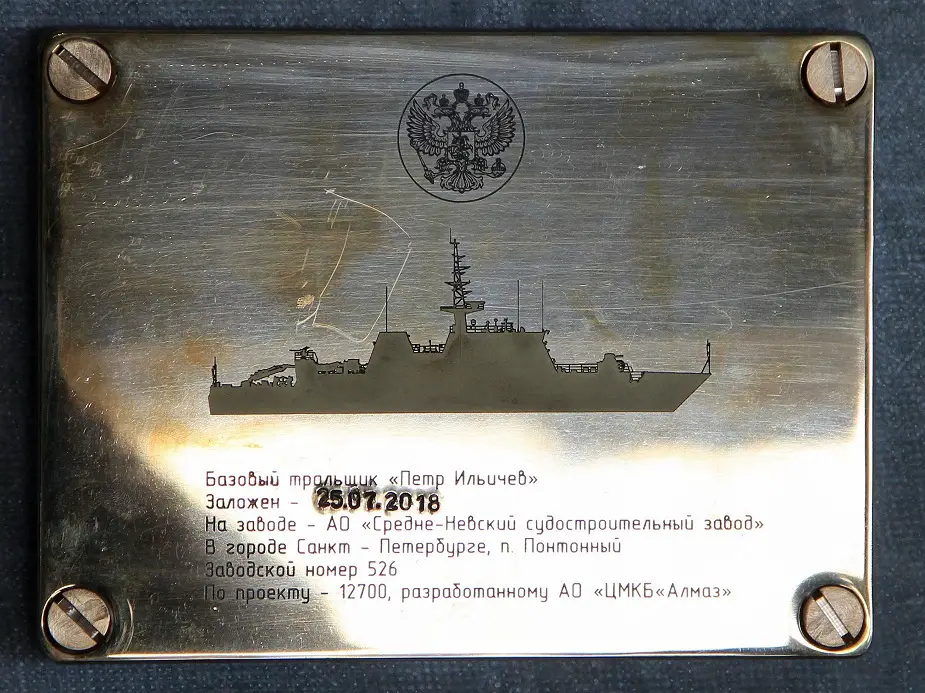 Базовый тральщик «Петр Ильичев»
Заложен - 25.07.2018
На заводе - АО «Средне-Невский судостроительный завод»
В городе Санкт - Петербурге, п. Понтонный
Заводской номер 526
По проекту - 12700, разработанному АО «ЦМКБ«Алмаз»